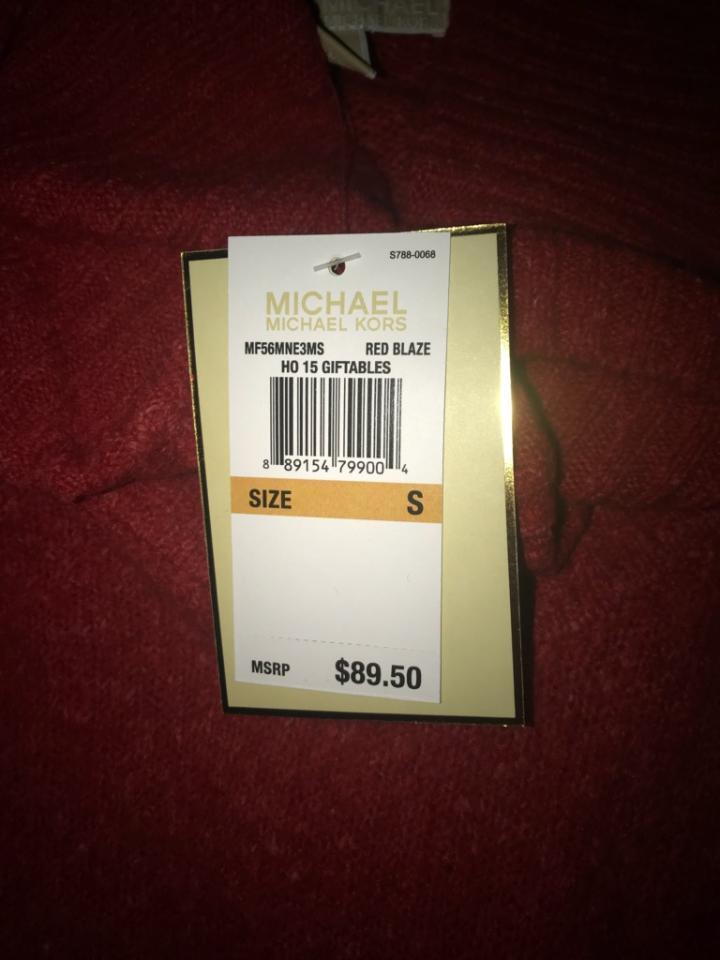 MICHAEL
S788-0068
MICHAEL
MICHAEL KORS
MF56MNE3MS RED BLAZE
HO 15 GIFTABLES
8 89154 79900 4
SIZE S
MSRP $89.50